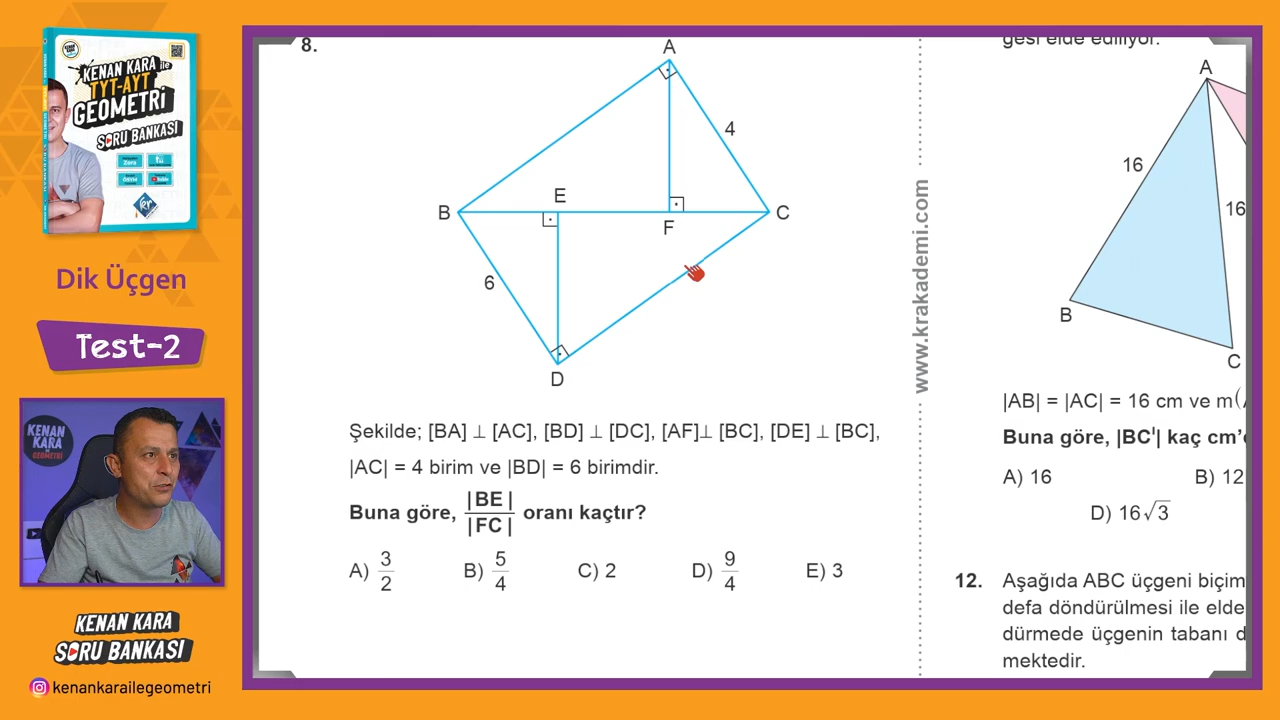 KENAN KARA ile
TYT-AYT
GEOMETRİ
SORU BANKASI
kr
Dik Üçgen
Test-2
KENAN
KARA
GEOMETRİ
KENAN KARA
SORU BANKASI
kenankarailegeometri
8.
A
4
E
B
C
F
6
D
Şekilde; [BA] ⊥ [AC], [BD] ⊥ [DC], [AF]⊥ [BC], [DE] ⊥ [BC],
|AC| = 4 birim ve |BD| = 6 birimdir.
Buna göre, |BE| / |FC| oranı kaçtır?
A) 3/2 B) 5/4 C) 2 D) 9/4 E) 3
www.krakademi.com
gesi elde ediliyor.
A
16
16
B
C
|AB| = |AC| = 16 cm ve m(
Buna göre, |BC'| kaç cm'
A) 16 B) 12
D) 16√3
12. Aşağıda ABC üçgeni biçim
defa döndürülmesi ile elde
dürmede üçgenin tabanı d
mektedir.